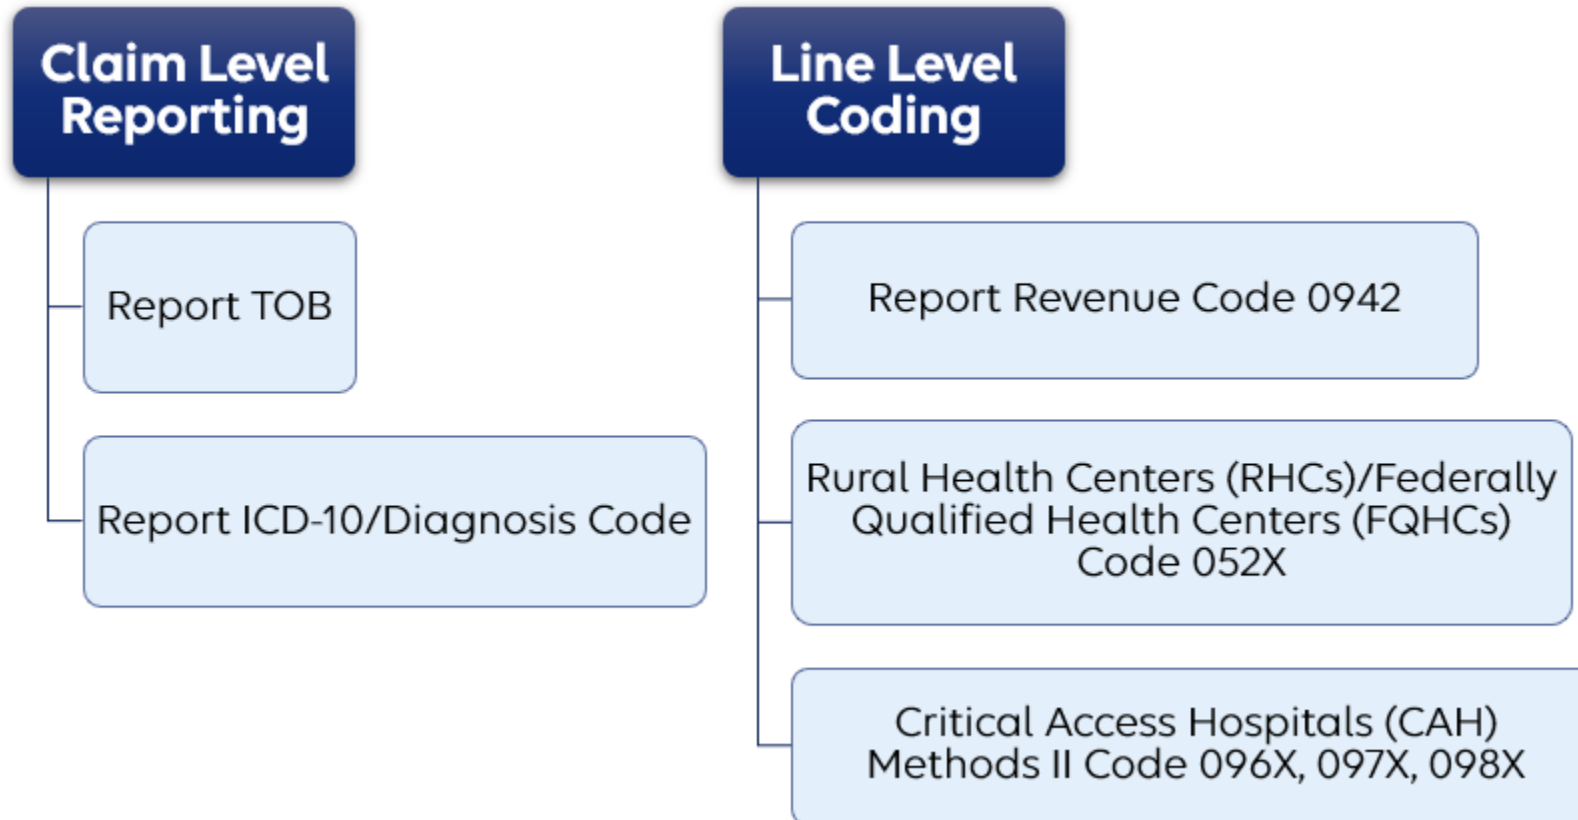 Claim Level
Reporting
Report TOB
Report ICD-10/Diagnosis Code
Line Level
Coding
Report Revenue Code 0942
Rural Health Centers (RHCs)/Federally
Qualified Health Centers (FQHCs)
Code 052X
Critical Access Hospitals (CAH)
Methods II Code 096X, 097X, 098X